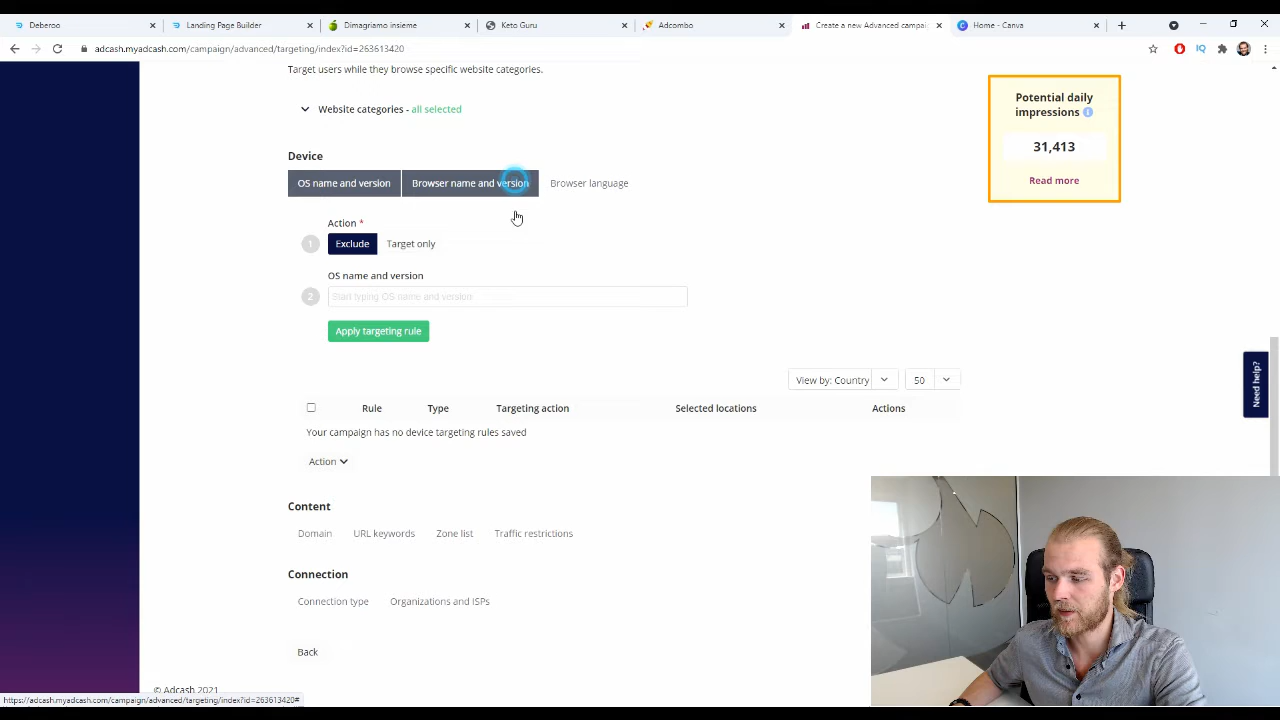 Deberoo
Landing Page Builder
Dimagriamo insieme
Keto Guru
Adcombo
Create a new Advanced campai
Home - Canva
adcash.myadcash.com/campaign/advanced/targeting/index?id=263613420
Target users while they browse specific website categories.
Website categories - all selected
Potential daily
impressions
31,413
Read more
Device
OS name and version
Browser name and version
Browser language
Action *
1
Exclude
Target only
OS name and version
2
Start typing OS name and version
Apply targeting rule
View by: Country
50
Rule
Type
Targeting action
Selected locations
Actions
Your campaign has no device targeting rules saved
Action
Content
Domain
URL keywords
Zone list
Traffic restrictions
Connection
Connection type
Organizations and ISPs
Back
© Adcash 2021
https://adcash.myadcash.com/campaign/advanced/targeting/index?id=263613420#
Need help?
IQ